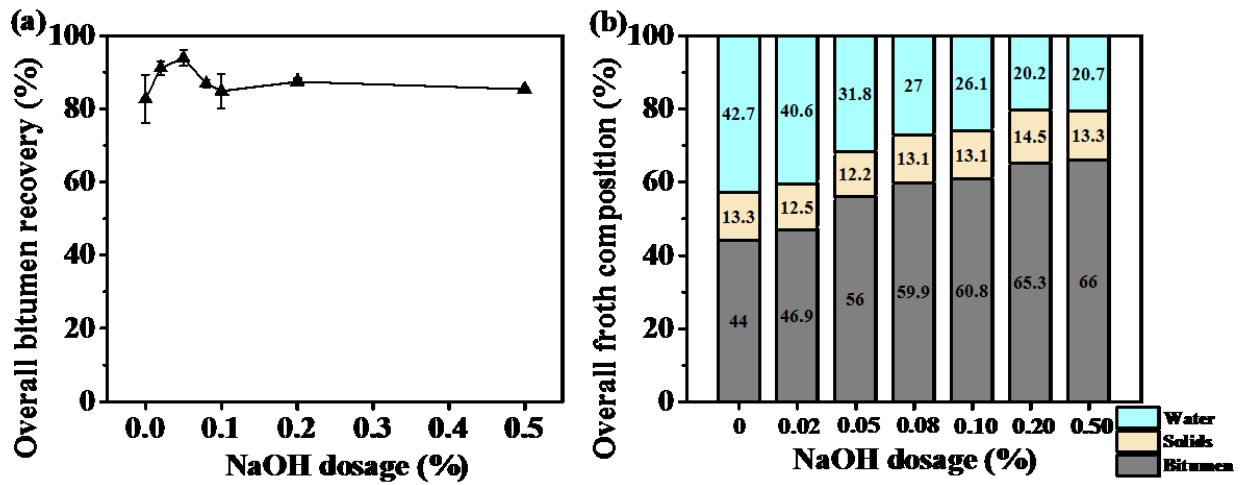 (a)
Overall bitumen recovery (%)
100
80
60
40
20
0
0.0 0.1 0.2 0.3 0.4 0.5
NaOH dosage (%)
(b)
Overall froth composition (%)
100
80
60
40
20
0
42.7 40.6 31.8 27 26.1 20.2 20.7
13.3 12.5 12.2 13.1 13.1 14.5 13.3
44 46.9 56 59.9 60.8 65.3 66
0 0.02 0.05 0.08 0.10 0.20 0.50
NaOH dosage (%)
Water
Solids
Bitumen